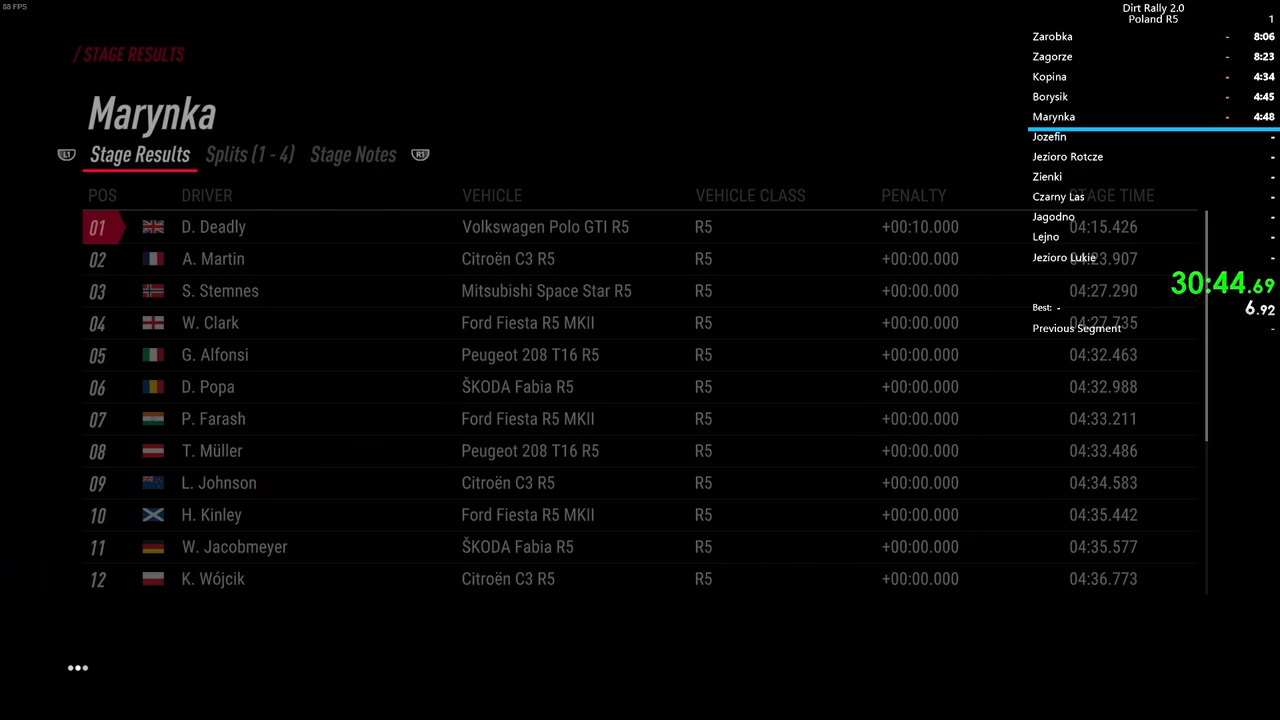 88 FPS
Dirt Rally 2.0
Poland R5
1
Zarobka - 8:06
Zagorze - 8:23
Kopina - 4:34
Borysik - 4:45
Marynka - 4:48
Jozefin -
Jezioro Rotcze -
Zienki -
Czarny Las -
Jagodno -
Lejno -
Jezioro Lukie -
30:44.69
Best: - 6.92
Previous Segment -
/ STAGE RESULTS
Marynka
L1 Stage Results Splits (1 - 4) Stage Notes R1
POS DRIVER VEHICLE VEHICLE CLASS PENALTY STAGE TIME
01 D. Deadly Volkswagen Polo GTI R5 R5 +00:10.000 04:15.426
02 A. Martin Citroën C3 R5 R5 +00:00.000 04:23.907
03 S. Stemnes Mitsubshi Space Star R5 R5 +00:00.000 04:27.290
04 W. Clark Ford Fiesta R5 MKII R5 +00:00.000 04:27.735
05 G. Alfonsi Peugeot 208 T16 R5 R5 +00:00.000 04:32.463
06 D. Popa ŠKODA Fabia R5 R5 +00:00.000 04:32.988
07 P. Farash Ford Fiesta R5 MKII R5 +00:00.000 04:33.211
08 T. Müller Peugeot 208 T16 R5 R5 +00:00.000 04:33.486
09 L. Johnson Citroën C3 R5 R5 +00:00.000 04:34.583
10 H. Kinley Ford Fiesta R5 MKII R5 +00:00.000 04:35.442
11 W. Jacobmeyer ŠKODA Fabia R5 R5 +00:00.000 04:35.577
12 K. Wójcik Citroën C3 R5 R5 +00:00.000 04:36.773